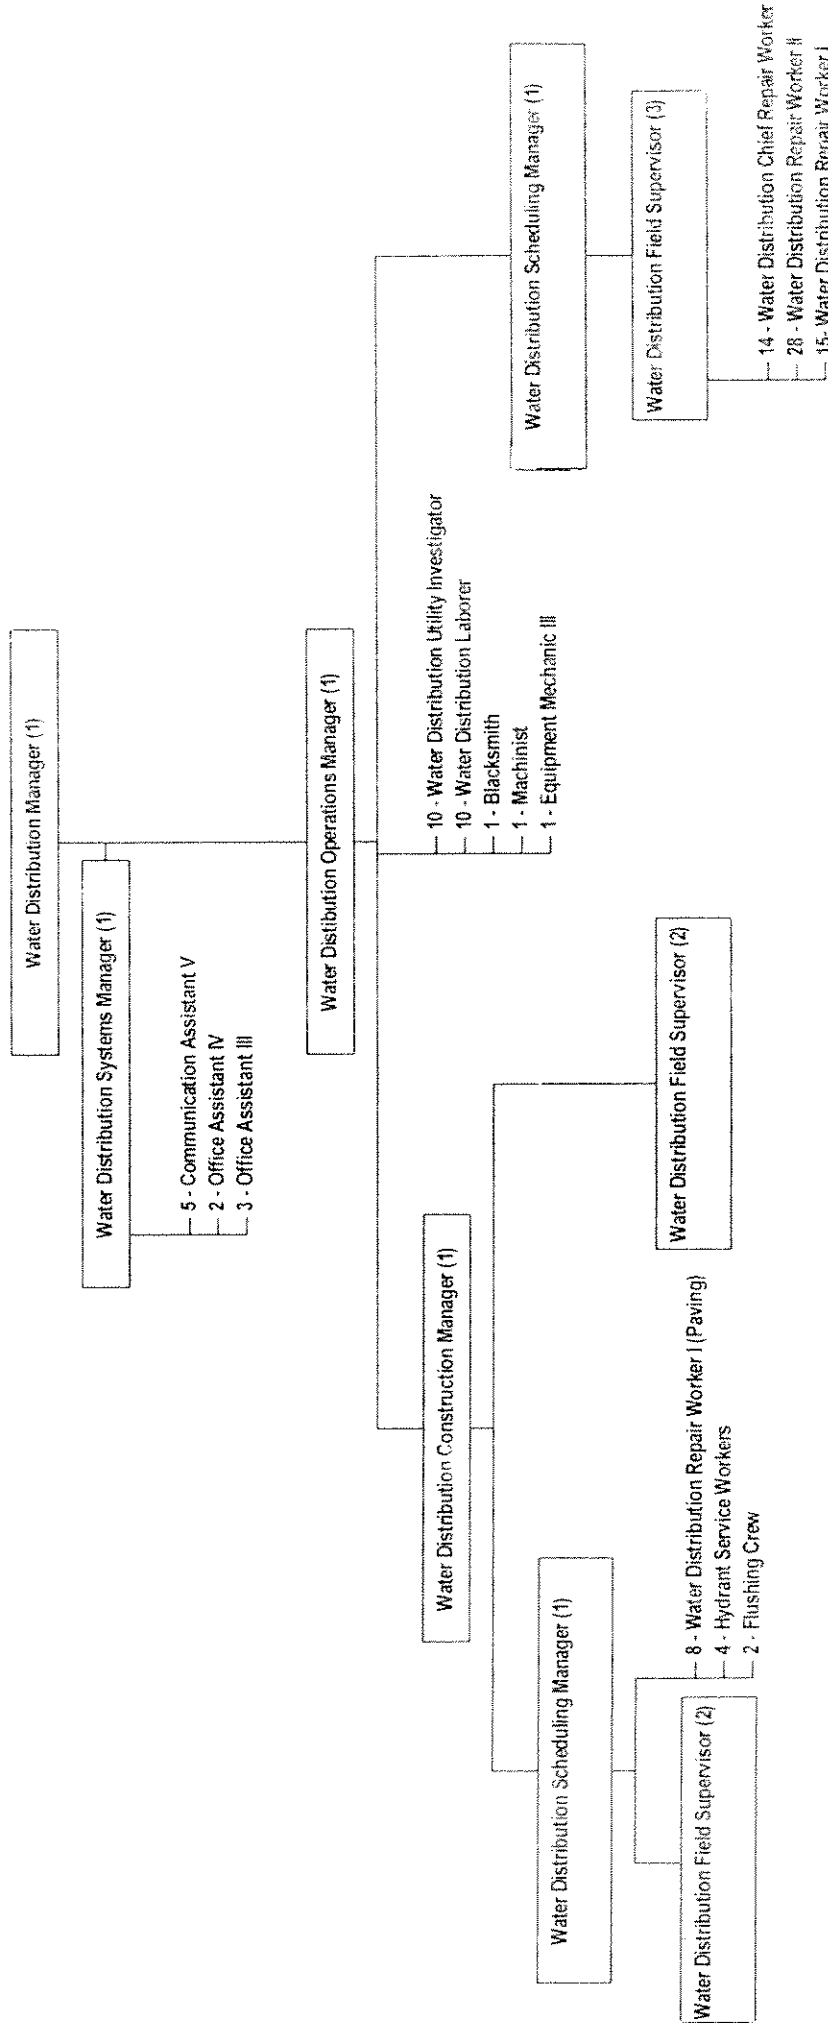 Water Distribution Manager (1)
Water Distribution Systems Manager (1)
5 - Communication Assistant V
2 - Office Assistant IV
3 - Office Assistant III
Water Distibution Operations Manager (1)
10 - Water Distribution Utility Investigator
10 - Water Distribution Laborer
1 - Blacksmith
1 - Machinist
1 - Equipment Mechanic III
Water Distribution Construction Manager (1)
Water Distribution Scheduling Manager (1)
Water Distribution Field Supervisor (2)
8 - Water Distribution Repair Worker I (Paving)
4 - Hydrant Service Workers
2 - Flushing Crew
Water Distribution Field Supervisor (2)
Water Distribution Scheduling Manager (1)
Water Distribution Field Supervisor (3)
14 - Water Distribution Chief Repair Worker
28 - Water Distribution Repair Worker II
15- Water Distribution Repair Worker I